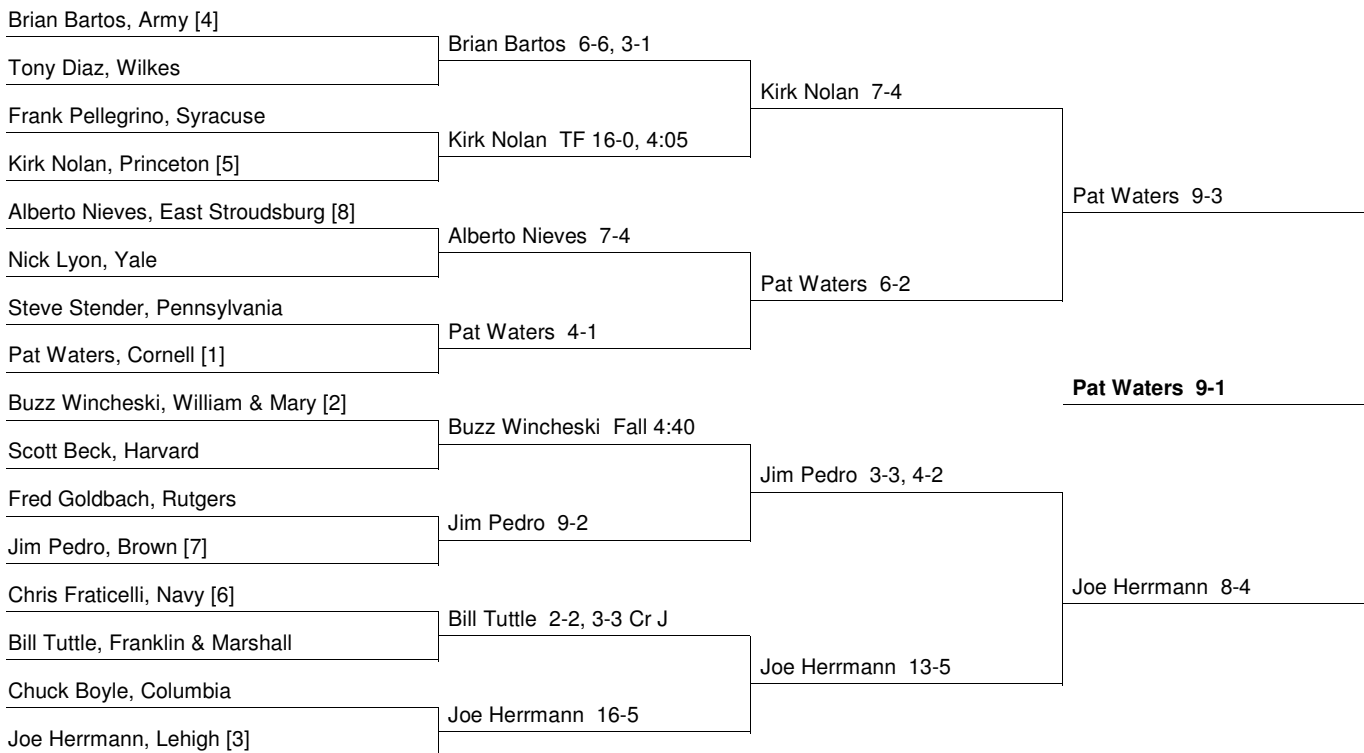 Brian Bartos, Army [4]
Tony Diaz, Wilkes
Frank Pellegrino, Syracuse
Kirk Nolan, Princeton [5]
Alberto Nieves, East Stroudsburg [8]
Nick Lyon, Yale
Steve Stender, Pennsylvania
Pat Waters, Cornell [1]
Buzz Wincheski, William & Mary [2]
Scott Beck, Harvard
Fred Goldbach, Rutgers
Jim Pedro, Brown [7]
Chris Fraticelli, Navy [6]
Bill Tuttle, Franklin & Marshall
Chuck Boyle, Columbia
Joe Herrmann, Lehigh [3]
Brian Bartos 6-6, 3-1
Kirk Nolan TF 16-0, 4:05
Alberto Nieves 7-4
Pat Waters 4-1
Buzz Wincheski Fall 4:40
Jim Pedro 9-2
Bill Tuttle 2-2, 3-3 Cr J
Joe Herrmann 16-5
Kirk Nolan 7-4
Pat Waters 6-2
Jim Pedro 3-3, 4-2
Joe Herrmann 13-5
Pat Waters 9-3
Pat Waters 9-1
Joe Herrmann 8-4